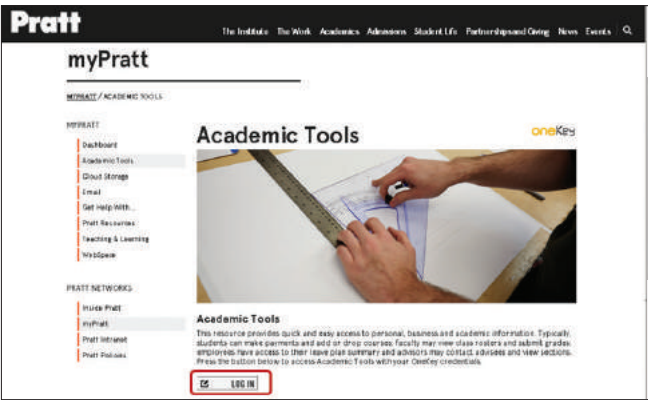 Pratt
The Institute The Work Academics Admissions Student Life Partnerships and Giving News Events
myPratt
MYPRATT / ACADEMIC TOOLS
MYPRATT
Dashboard
Academic Tools
Cloud Storage
Email
Get Help With...
Pratt Resources
Teaching & Learning
WebSpace
PRATT NETWORKS
Inside Pratt
myPratt
Pratt Intranet
Pratt Policies
Academic Tools
oneKey
Academic Tools
This resource provides quick and easy access to personal, business and academic information. Typically,
students can make payments and add or drop courses; faculty may view class rosters and submit grades;
employees have access to their leave plan summary and advisors may contact advisees and view sections.
Press the button below to access Academic Tools with your OneKey credentials.
LOG IN